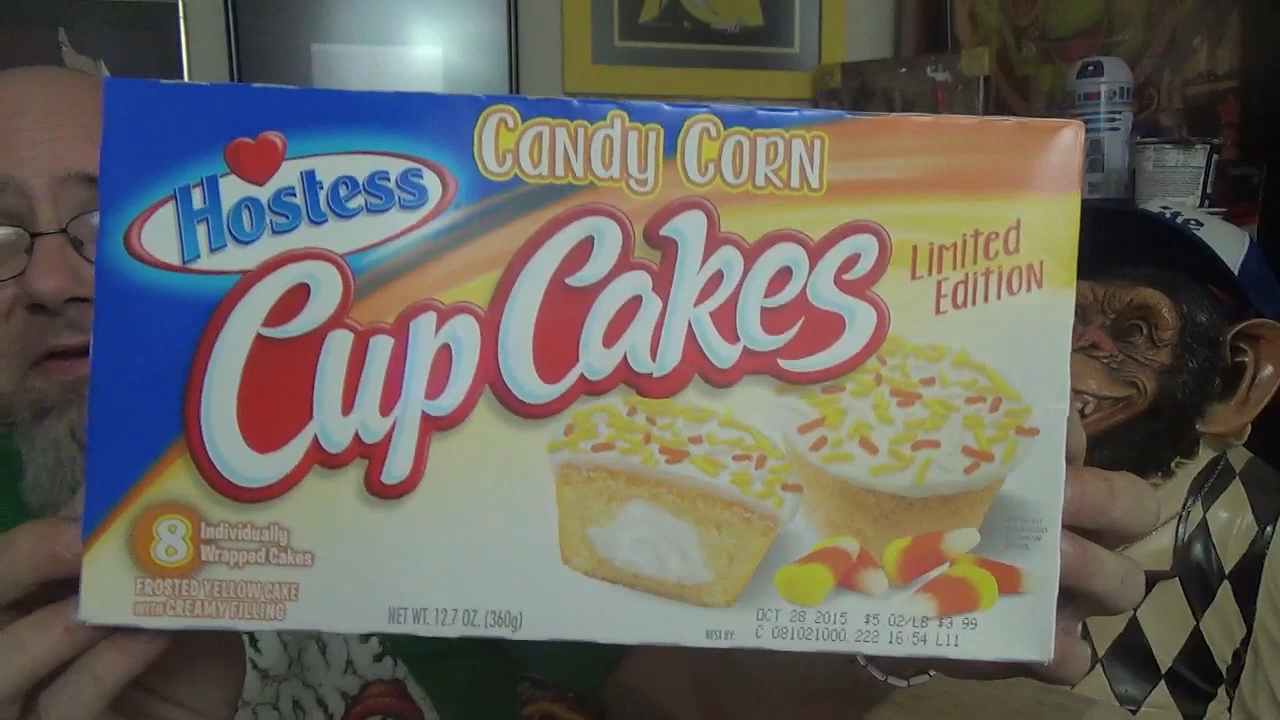 Candy Corn
Hostess
CupCakes
Limited
Edition
8 Individually
Wrapped Cakes
FROSTED YELLOW CAKE
WITH CREAMY FILLING
NET WT. 12.7 OZ. (360g)
OCT 28 2015 $5.02/LB $3.99
BEST BY: C 081021000 222 16:54 L11